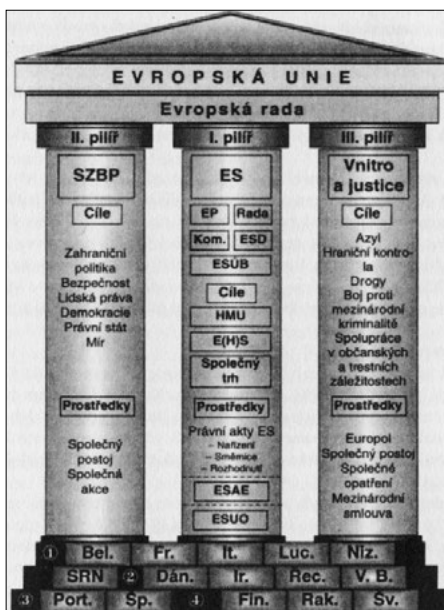 EVROPSKÁ UNIE
Evropská rada
II. pilíř
SZBP
Cíle
Zahraniční
politika
Bezpečnost
Lidská práva
Demokracie
Právní stát
Mír
Prostředky
Společný
postoj
Společná
akce
I. pilíř
ES
EP Rada
Kom. ESD
ESÚB
Cíle
HMU
E(H)S
Společný
trh
Prostředky
Právní akty ES
– Nařízení
– Směrnice
– Rozhodnutí
ESAE
ESUO
III. pilíř
Vnitro
a justice
Cíle
Azyl
Hraniční kontro-
la
Drogy
Boj proti
mezinárodní
kriminalitě
Spolupráce
v občanských
a trestních
záležitostech
Prostředky
Europol
Společný postoj
Společné
opatření
Mezinárodní
smlouva
① Bel. Fr. It. Luc. Niz.
SRN ② Dán. Ir. Řec. V. B.
③ Port. Šp. ④ Fin. Rak. Šv.